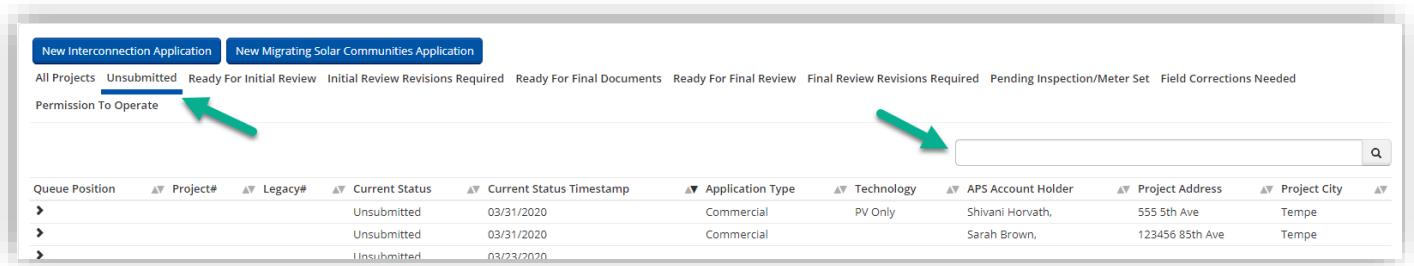 New Interconnection Application New Migrating Solar Communities Application
All Projects Unsubmitted Ready For Initial Review Initial Review Revisions Required Ready For Final Documents Ready For Final Review Final Review Revisions Required Pending Inspection/Meter Set Field Corrections Needed
Permission To Operate
Queue Position Project# Legacy# Current Status Current Status Timestamp Application Type Technology APS Account Holder Project Address Project City
Unsubmitted 03/31/2020 Commercial PV Only Shivani Horvath, 555 5th Ave Tempe
Unsubmitted 03/31/2020 Commercial Sarah Brown, 123456 85th Ave Tempe
Unsubmitted 03/23/2020